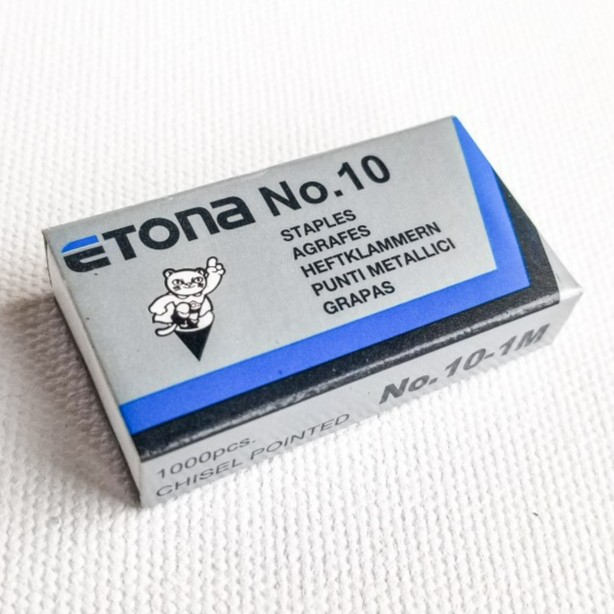 ETONA No.10
STAPLES
AGRAFES
HEFTKLAMMERN
PUNTI METALLICI
GRAPAS
1000pcs.
CHISEL POINTED
No.10-1M